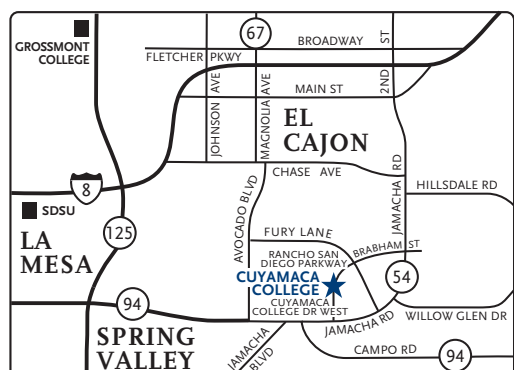 GROSSMONT
COLLEGE
67
BROADWAY
2ND ST
FLETCHER PKWY
JOHNSON AVE
MAGNOLIA AVE
MAIN ST
EL
CAJON
CHASE AVE
8
SDSU
LA
MESA
125
AVOCADO BLVD
JAMACHA RD
HILLSDALE RD
FURY LANE
RANCHO SAN
DIEGO PARKWAY
BRABHAM ST
CUYAMACA
COLLEGE
54
CUYAMACA
COLLEGE DR WEST
94
JAMACHA RD
WILLOW GLEN DR
SPRING
VALLEY
JAMACHA
BLVD
CAMPO RD
94